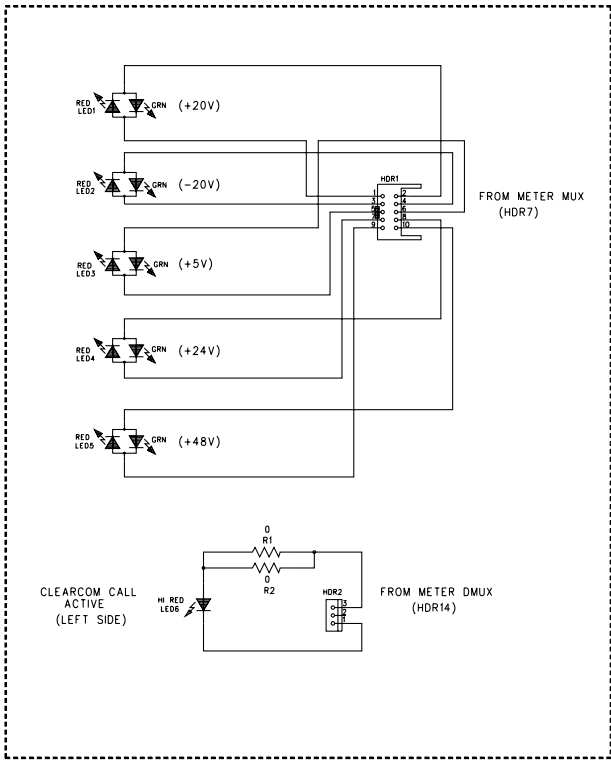 RED
LED1
GRN
(+20V)
RED
LED2
GRN
(-20V)
HDR1
1
2
3
4
6
8
9
10
FROM METER MUX
(HDR7)
RED
LED3
GRN
(+5V)
RED
LED4
GRN
(+24V)
RED
LED5
GRN
(+48V)
0
R1
0
R2
CLEARCOM CALL
ACTIVE
(LEFT SIDE)
HI RED
LED6
HDR2
3
2
1
FROM METER DMUX
(HDR14)